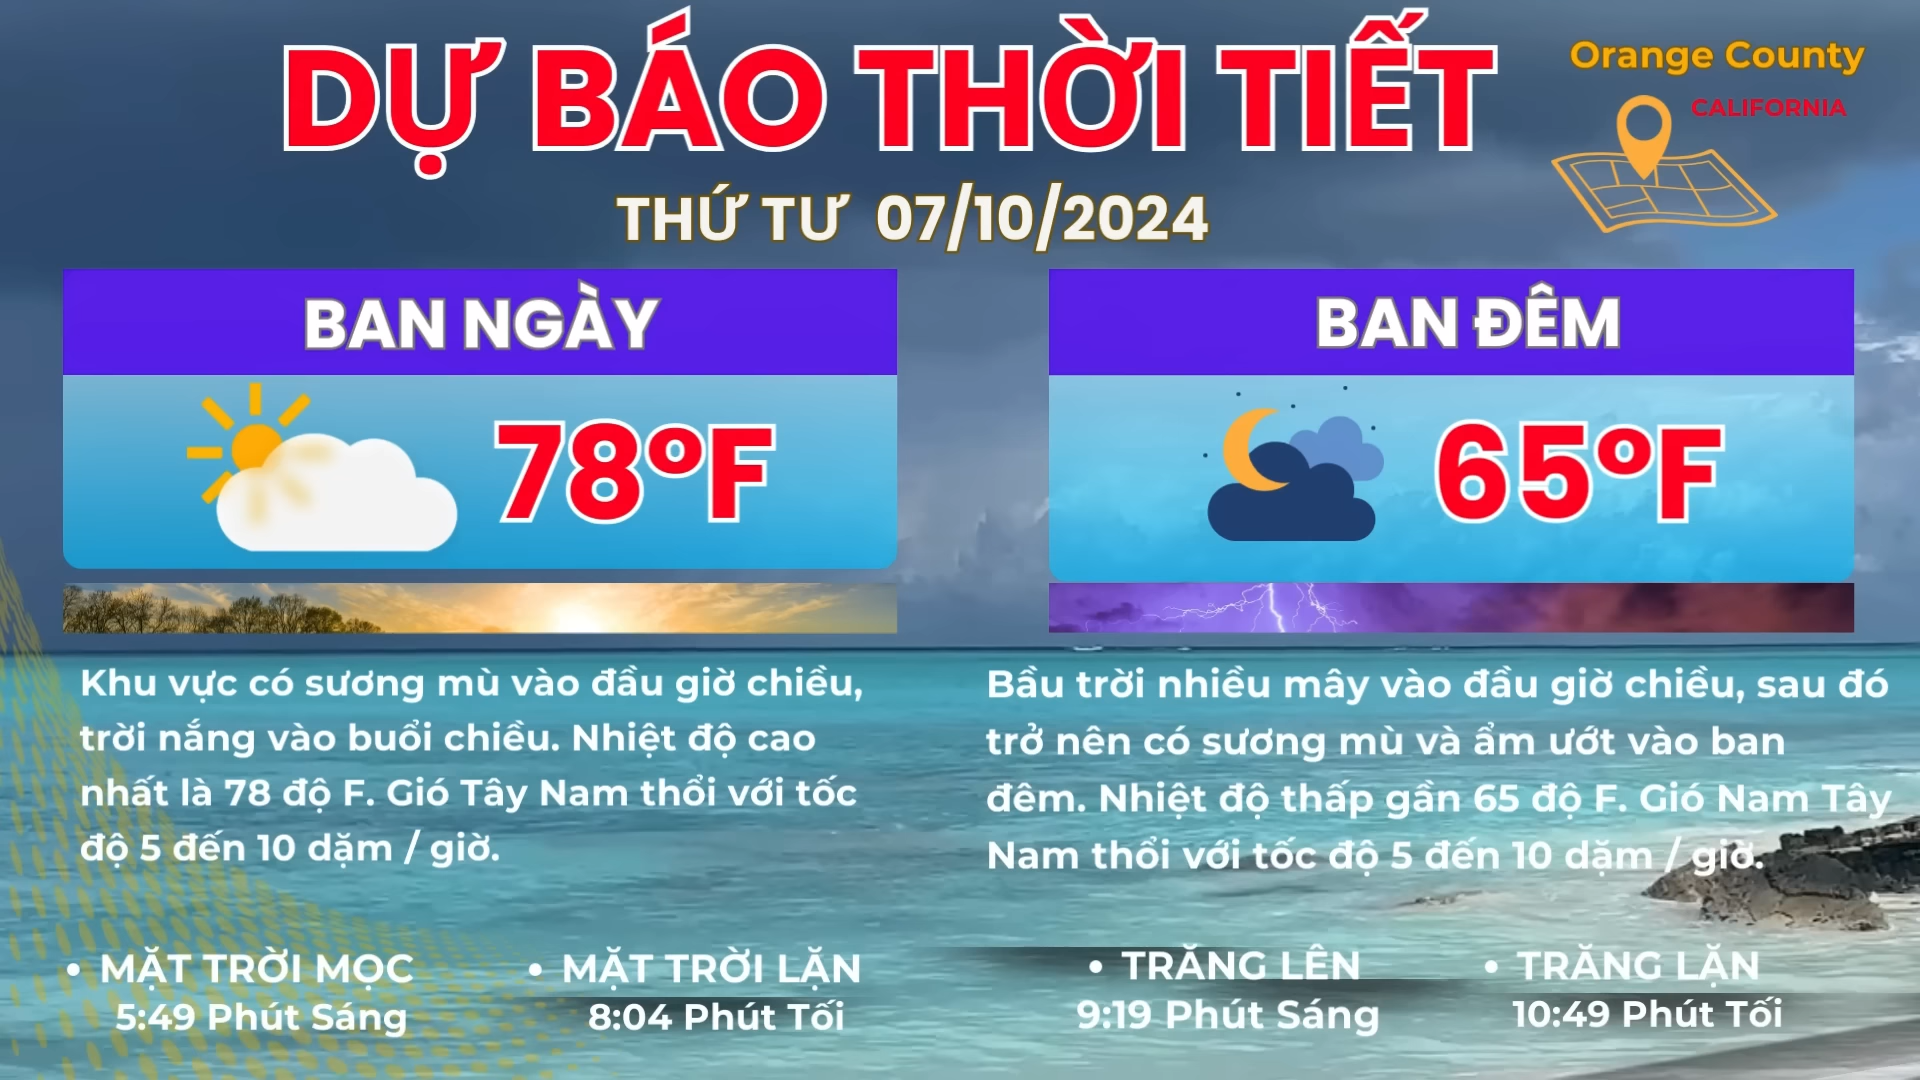 DỰ BÁO THỜI TIẾT
Orange County
CALIFORNIA
THỨ TƯ 07/10/2024
BAN NGÀY
78°F
Khu vực có sương mù vào đầu giờ chiều,
trời nắng vào buổi chiều. Nhiệt độ cao
nhất là 78 độ F. Gió Tây Nam thổi với tốc
độ 5 đến 10 dặm / giờ.
BAN ĐÊM
65°F
Bầu trời nhiều mây vào đầu giờ chiều, sau đó
trở nên có sương mù và ẩm ướt vào ban
đêm. Nhiệt độ thấp gần 65 độ F. Gió Nam Tây
Nam thổi với tốc độ 5 đến 10 dặm / giờ.
• MẶT TRỜI MỌC
5:49 Phút Sáng
• MẶT TRỜI LẶN
8:04 Phút Tối
• TRĂNG LÊN
9:19 Phút Sáng
• TRĂNG LẶN
10:49 Phút Tối